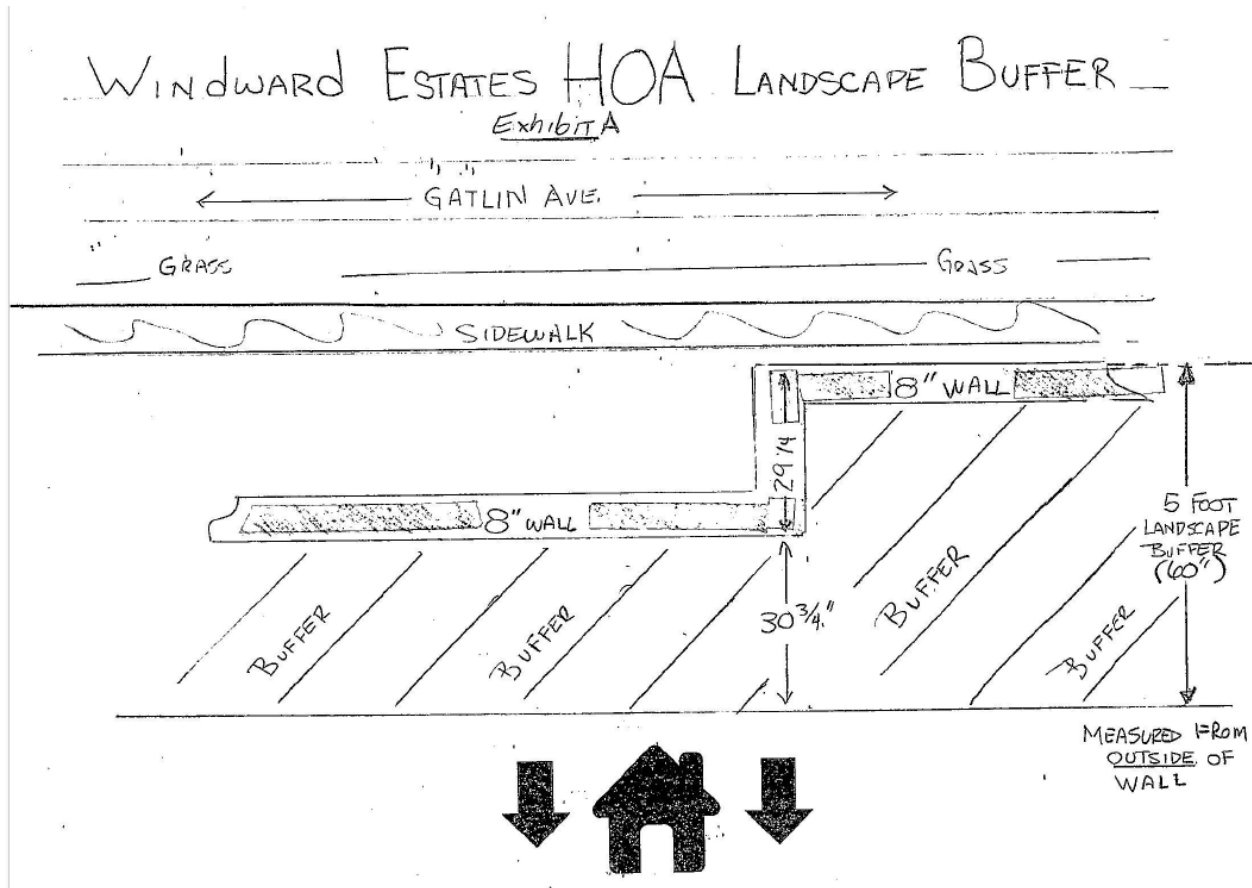 WINDWARD ESTATES HOA LANDSCAPE BUFFER
Exhibit A
GATLIN AVE.
GRASS
GRASS
SIDEWALK
8" WALL
29 1/4
8" WALL
5 FOOT
LANDSCAPE
BUFFER
(60")
30 3/4"
BUFFER
BUFFER
BUFFER
BUFFER
MEASURED FROM
OUTSIDE OF
WALL